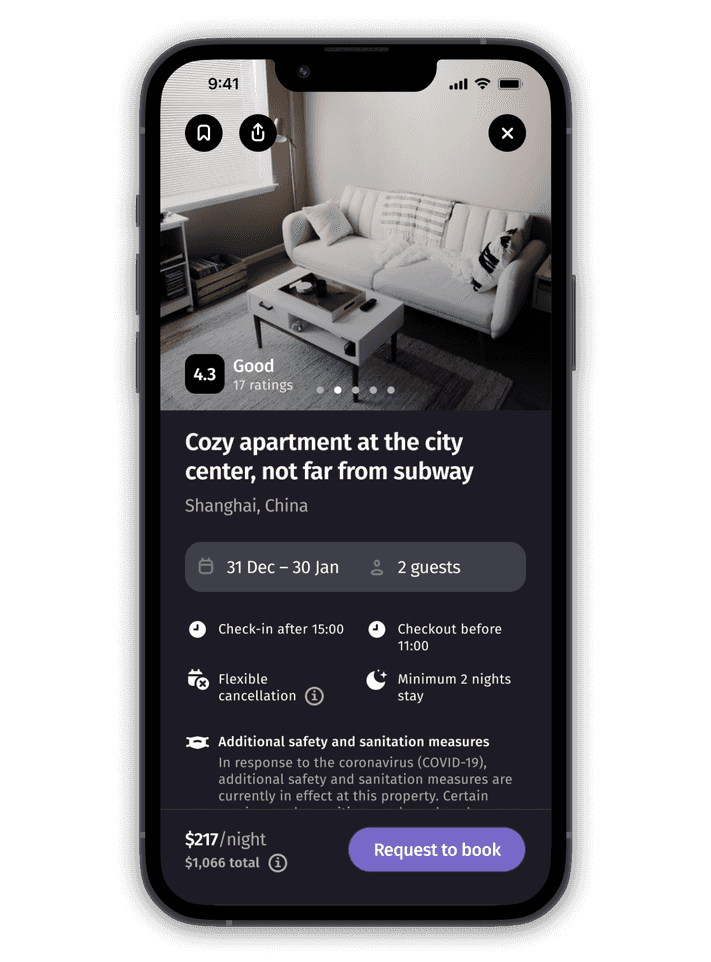 9:41
4.3
Good
17 ratings
Cozy apartment at the city
center, not far from subway
Shanghai, China
31 Dec – 30 Jan
2 guests
Check-in after 15:00
Checkout before
11:00
Flexible
cancellation
Minimum 2 nights
stay
Additional safety and sanitation measures
In response to the coronavirus (COVID-19),
additional safety and sanitation measures are
currently in effect at this property. Certain
$217/night
$1,066 total
Request to book